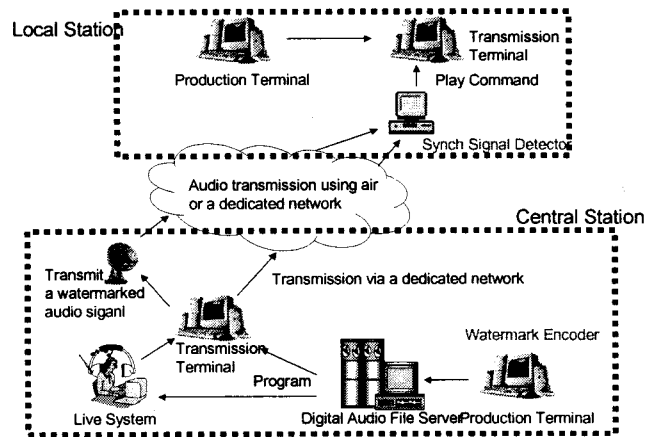 Local Station
Transmission
Terminal
Production Terminal
Play Command
Synch Signal Detector
Audio transmission using air
or a dedicated network
Central Station
Transmit
a watermarked
audio siganl
Transmission via a dedicated network
Transmission
Terminal
Watermark Encoder
Program
Live System
Digital Audio File Server
Production Terminal